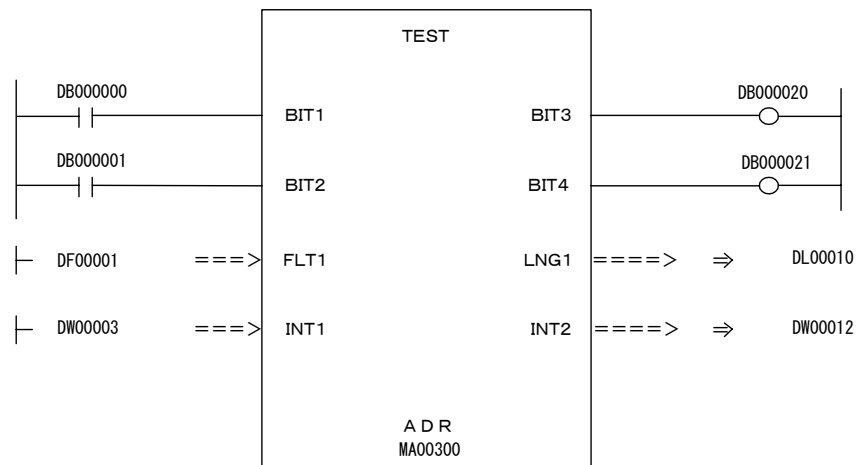 TEST
DB000000 DB000020
BIT1 BIT3
DB000001 DB000021
BIT2 BIT4
DF00001 ===> FLT1 LNG1 ====> ⇒ DL00010
DW00003 ===> INT1 INT2 ====> ⇒ DW00012
ADR
MA00300